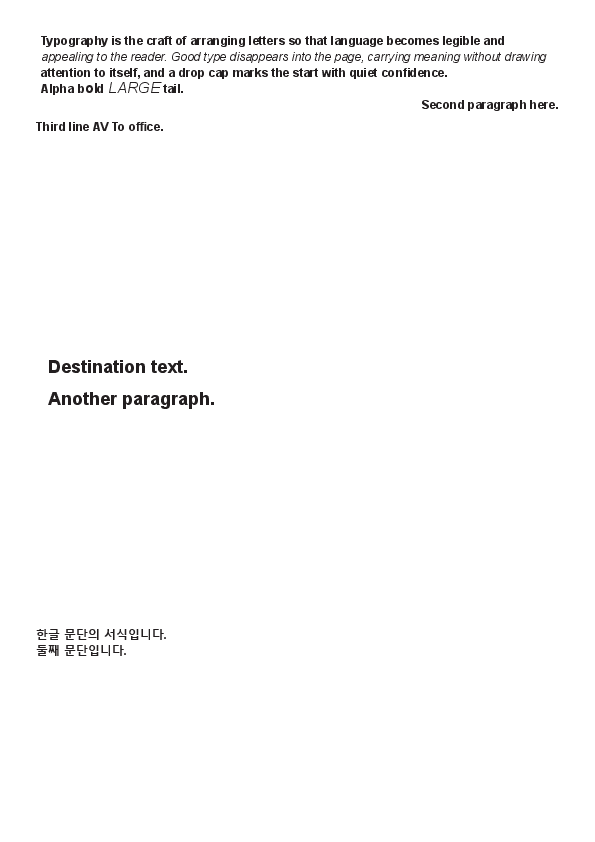 Typography is the craft of arranging letters so that language becomes legible and
appealing to the reader. Good type disappears into the page, carrying meaning without drawing
attention to itself, and a drop cap marks the start with quiet confidence.
Alpha bold LARGE tail.
Second paragraph here.
Third line AV To office.
Destination text.
Another paragraph.
한글 문단의 서식입니다.
둘째 문단입니다.